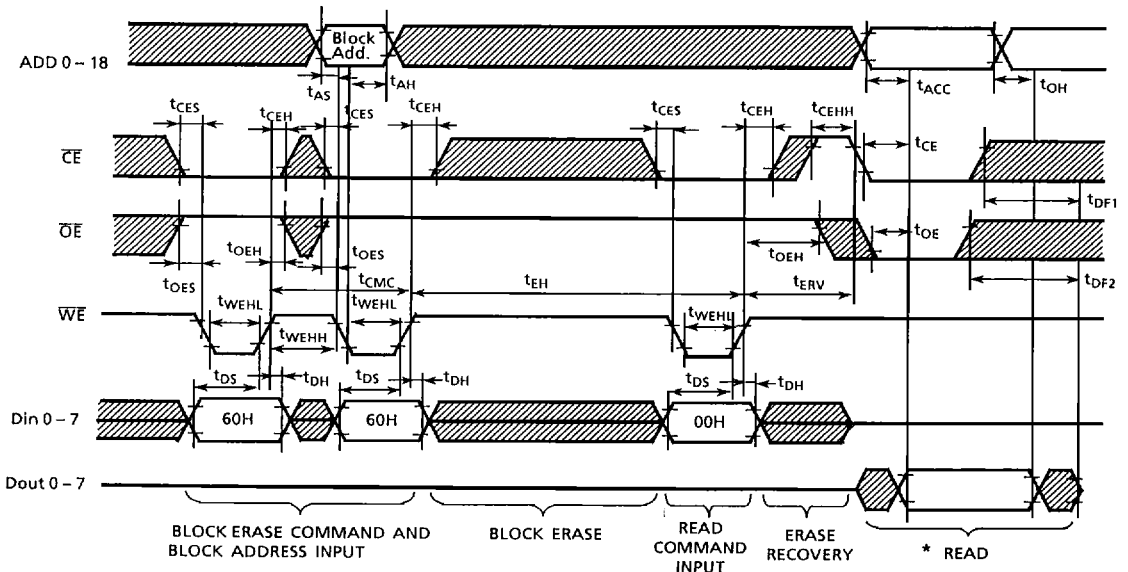 ADD 0 – 18
Block
Add.
tAS
tAH
tACC
tOH
tCES
tCEH
tCES
tCEH
tCES
tCEH
tCEHH
CE
tCE
tDF1
OE
tOEH
tOES
tOEH
tOE
tOES
tCMC
tEH
tERV
tDF2
WE
tWEHL
tWEHL
tWEHL
tWEHH
tDS
tDH
tDS
tDH
tDS
tDH
Din 0 – 7
60H
60H
00H
Dout 0 – 7
BLOCK ERASE COMMAND AND
BLOCK ADDRESS INPUT
BLOCK ERASE
READ
COMMAND
INPUT
ERASE
RECOVERY
* READ